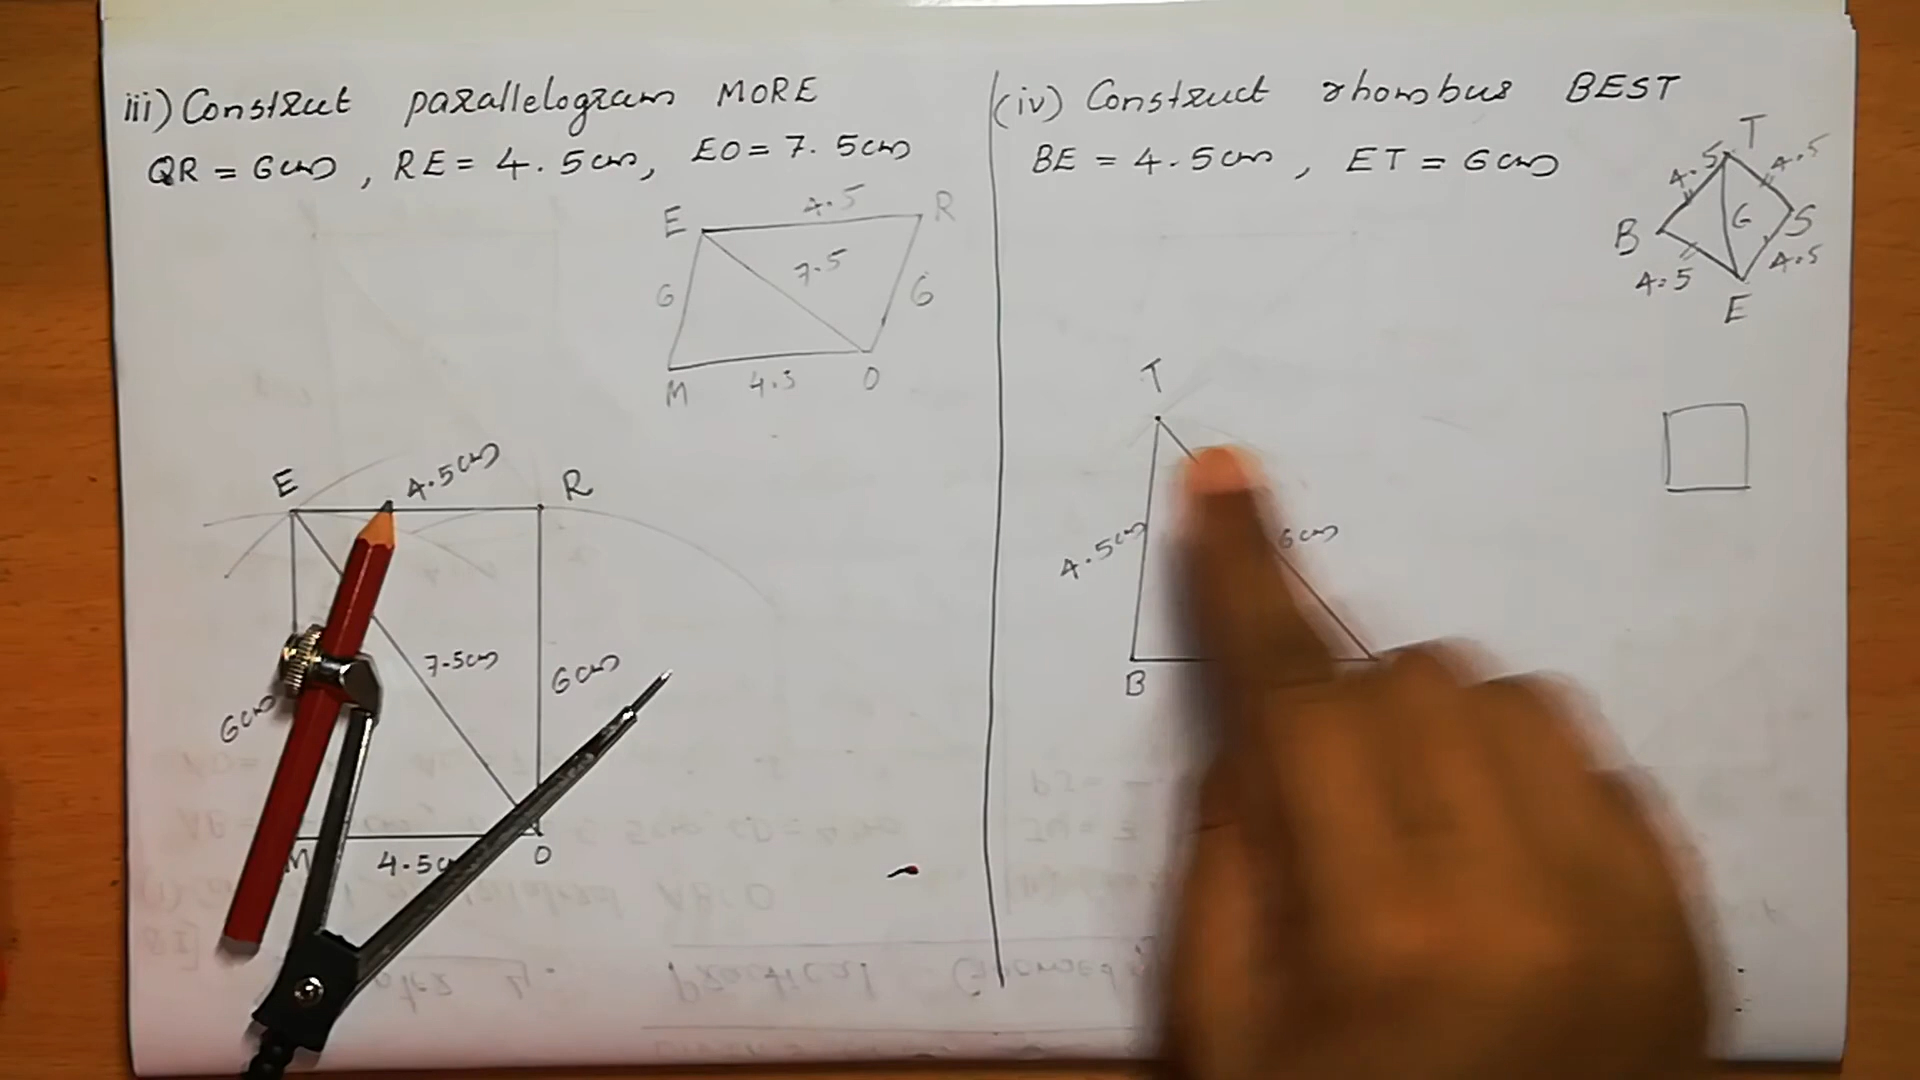 iii) Construct parallelogram MORE
QR = 6cm, RE = 4.5cm, EO = 7.5cm
E 4.5 R
6 7.5 6
M 4.5 O
E 4.5cm R
7.5cm
6cm 6cm
M 4.5c O
(iv) Construct rhombus BEST
BE = 4.5cm, ET = 6cm
T
4.5 4.5
B 6 S
4.5 4.5
E
T
4.5cm 6cm
B